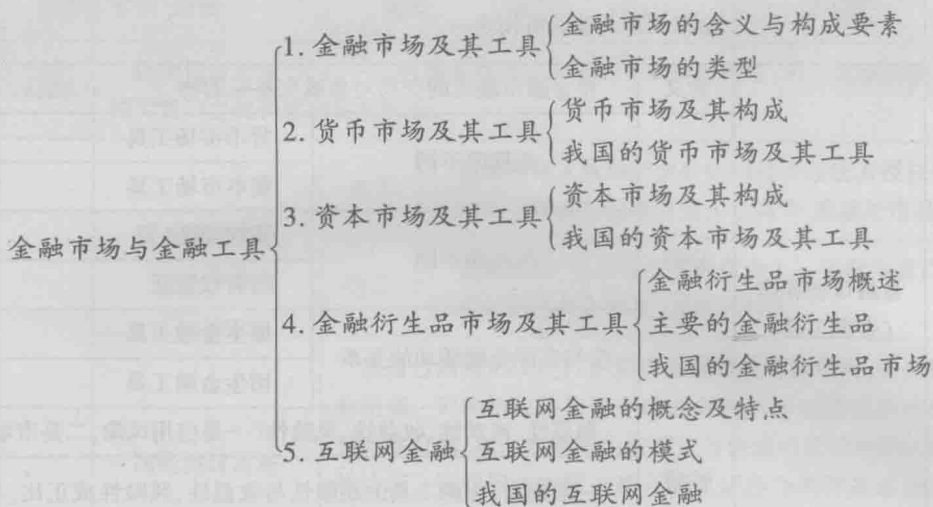 金融市场与金融工具
1. 金融市场及其工具
金融市场的含义与构成要素
金融市场的类型
2. 货币市场及其工具
货币市场及其构成
我国的货币市场及其工具
3. 资本市场及其工具
资本市场及其构成
我国的资本市场及其工具
4. 金融衍生品市场及其工具
金融衍生品市场概述
主要的金融衍生品
我国的金融衍生品市场
5. 互联网金融
互联网金融的概念及特点
互联网金融的模式
我国的互联网金融